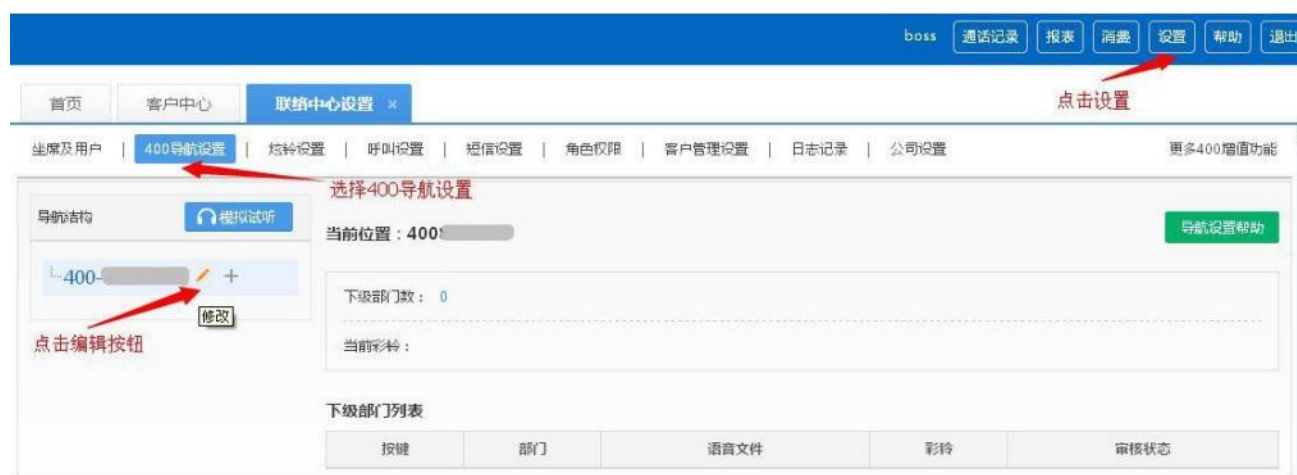 boss 通话记录 报表 消费 设置 帮助 退出
点击设置
首页 客户中心 联络中心设置 ×
坐席及用户 | 400导航设置 | 炫铃设置 | 呼叫设置 | 短信设置 | 角色权限 | 客户管理设置 | 日志记录 | 公司设置 更多400增值功能
选择400导航设置
导航结构 模拟试听
当前位置：400
导航设置帮助
400-
修改
点击编辑按钮
下级部门数： 0
当前彩铃：
下级部门列表
按键 部门 语音文件 彩铃 审核状态